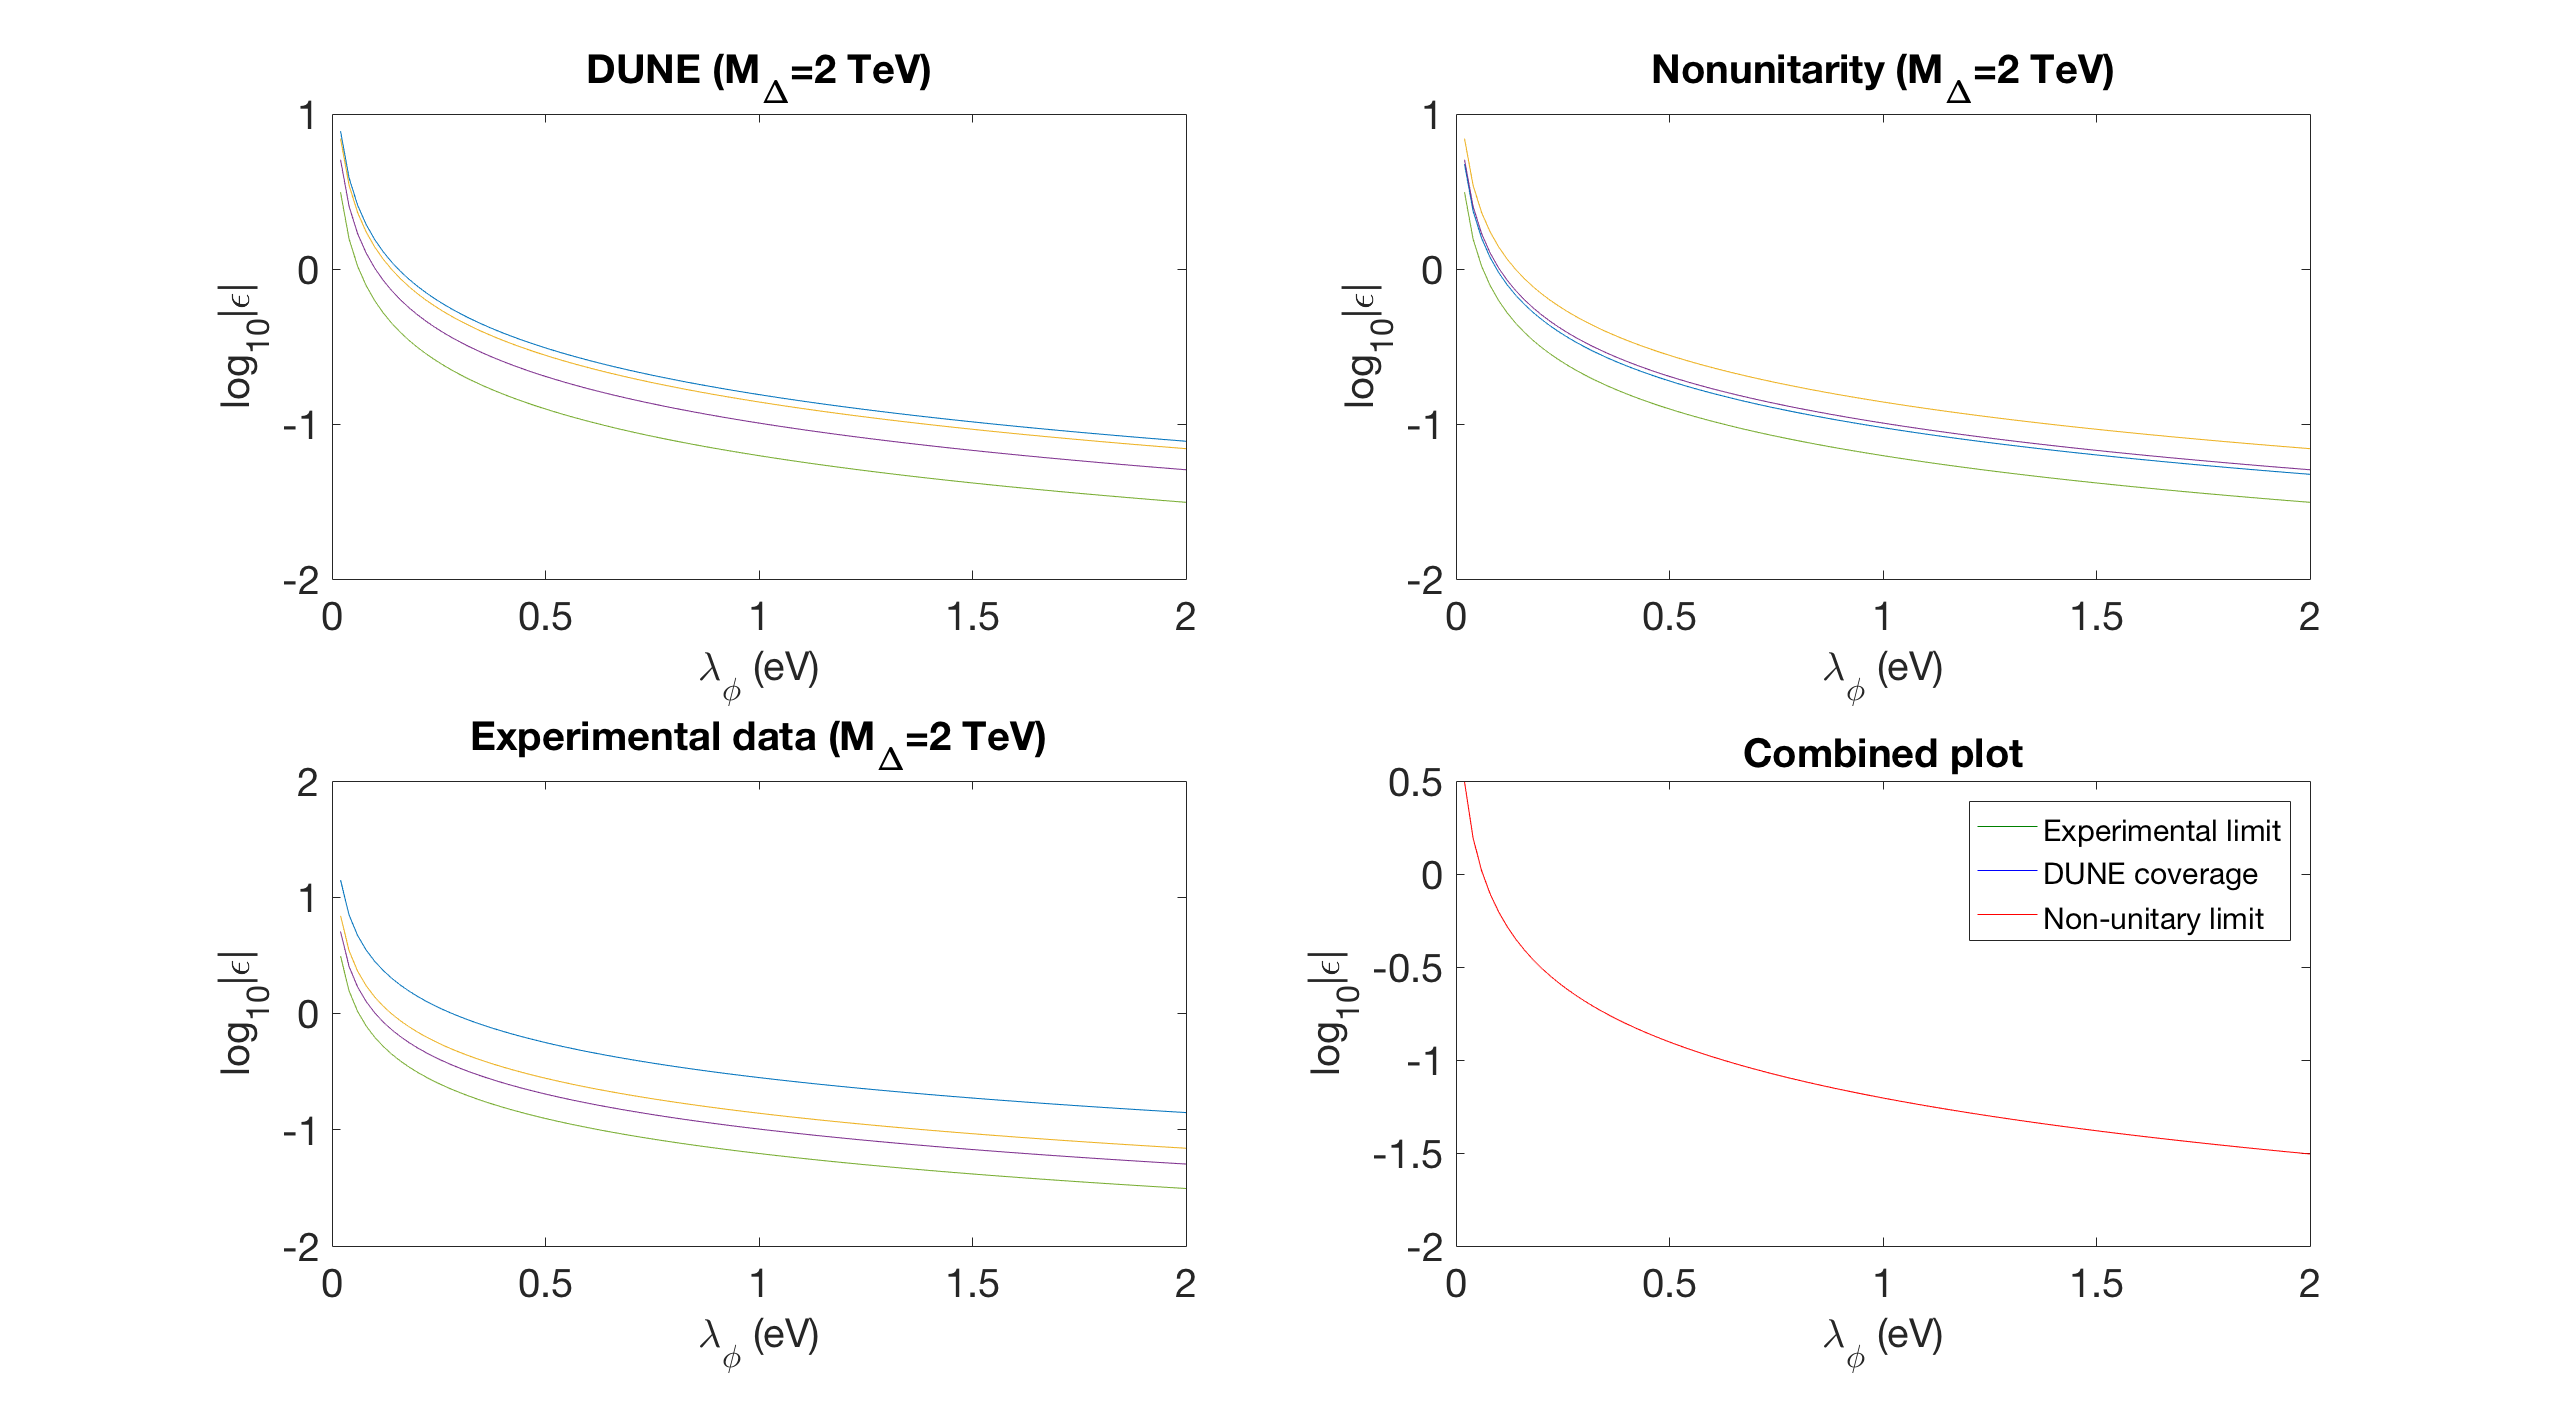 DUNE (M_Δ=2 TeV)
1
0
-1
-2
log_10|ϵ|
0 0.5 1 1.5 2
λ_ϕ (eV)
Nonunitarity (M_Δ=2 TeV)
1
0
-1
-2
log_10|ϵ|
0 0.5 1 1.5 2
λ_ϕ (eV)
Experimental data (M_Δ=2 TeV)
2
1
0
-1
-2
log_10|ϵ|
0 0.5 1 1.5 2
λ_ϕ (eV)
Combined plot
0.5
0
-0.5
-1
-1.5
-2
log_10|ϵ|
Experimental limit
DUNE coverage
Non-unitary limit
0 0.5 1 1.5 2
λ_ϕ (eV)